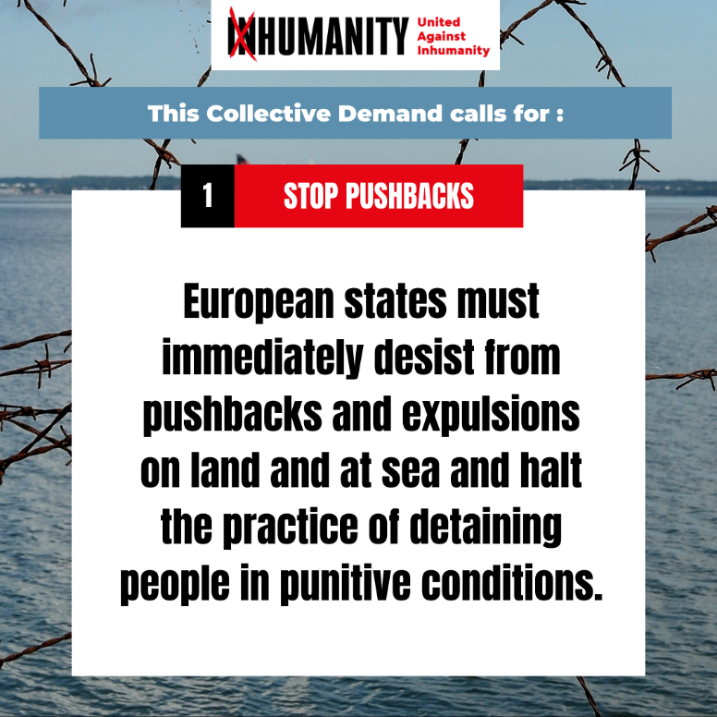 INHUMANITY
United
Against
Inhumanity
This Collective Demand calls for :
1 STOP PUSHBACKS
European states must
immediately desist from
pushbacks and expulsions
on land and at sea and halt
the practice of detaining
people in punitive conditions.